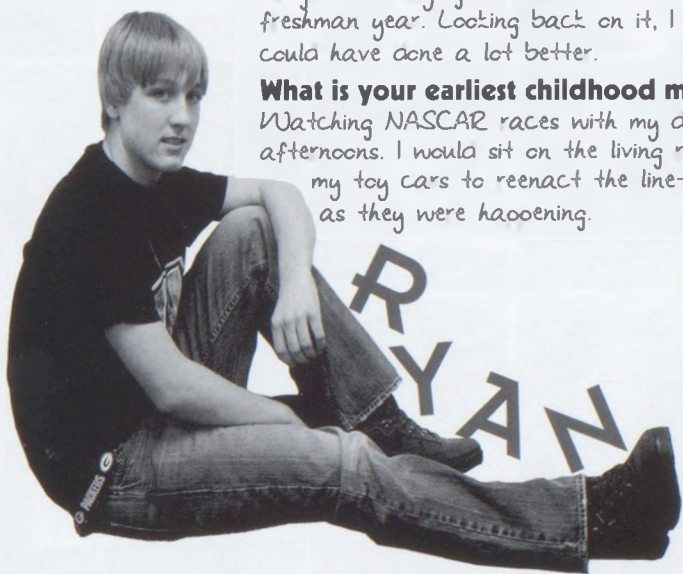 freshman year. Looking back on it, I
could have done a lot better.
What is your earliest childhood m
Watching NASCAR races with my d
afternoons. I would sit on the living r
my toy cars to reenact the line-
as they were happening.
RYAN
G PACKERS G